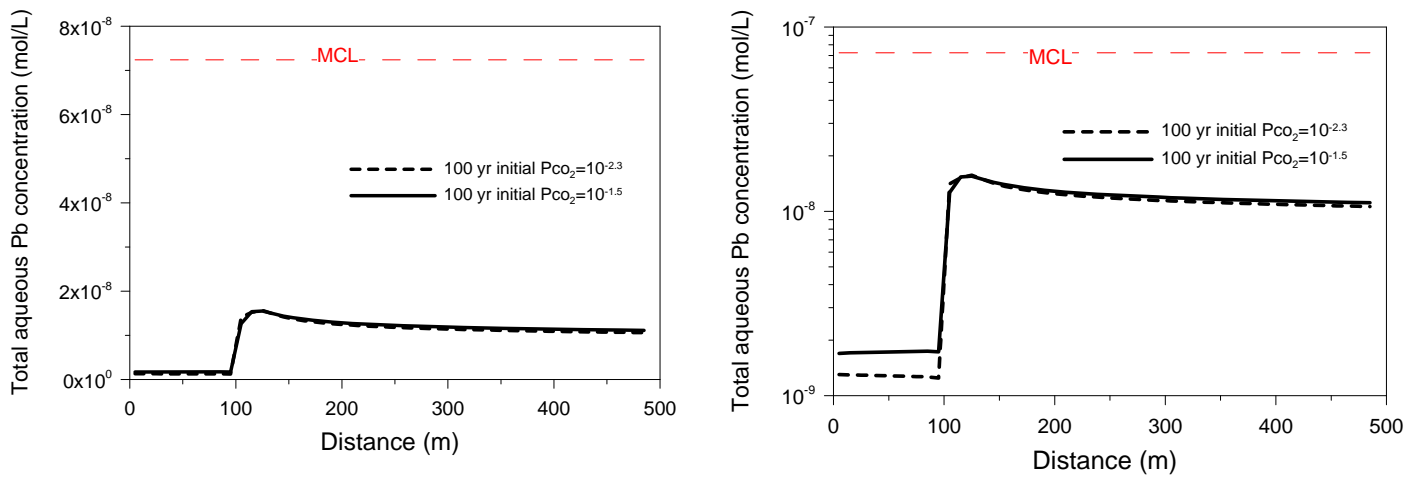 Total aqueous Pb concentration (mol/L)
8x10⁻⁸
6x10⁻⁸
4x10⁻⁸
2x10⁻⁸
0x10⁰
MCL
100 yr initial Pco₂=10⁻²·³
100 yr initial Pco₂=10⁻¹·⁵
0 100 200 300 400 500
Distance (m)
Total aqueous Pb concentration (mol/L)
10⁻⁷
10⁻⁸
10⁻⁹
MCL
100 yr initial Pco₂=10⁻²·³
100 yr initial Pco₂=10⁻¹·⁵
0 100 200 300 400 500
Distance (m)